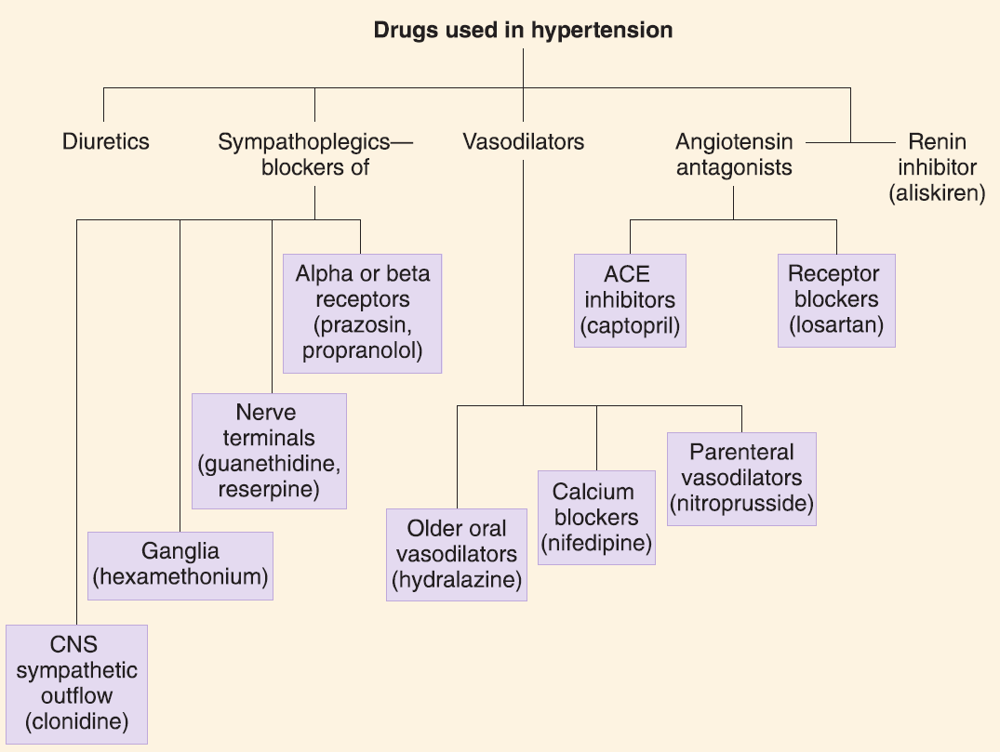 Drugs used in hypertension
Diuretics
Sympathoplegics—
blockers of
Vasodilators
Angiotensin
antagonists
Renin
inhibitor
(aliskiren)
Alpha or beta
receptors
(prazosin,
propranolol)
Nerve
terminals
(guanethidine,
reserpine)
Ganglia
(hexamethonium)
CNS
sympathetic
outflow
(clonidine)
Older oral
vasodilators
(hydralazine)
Calcium
blockers
(nifedipine)
Parenteral
vasodilators
(nitroprusside)
ACE
inhibitors
(captopril)
Receptor
blockers
(losartan)